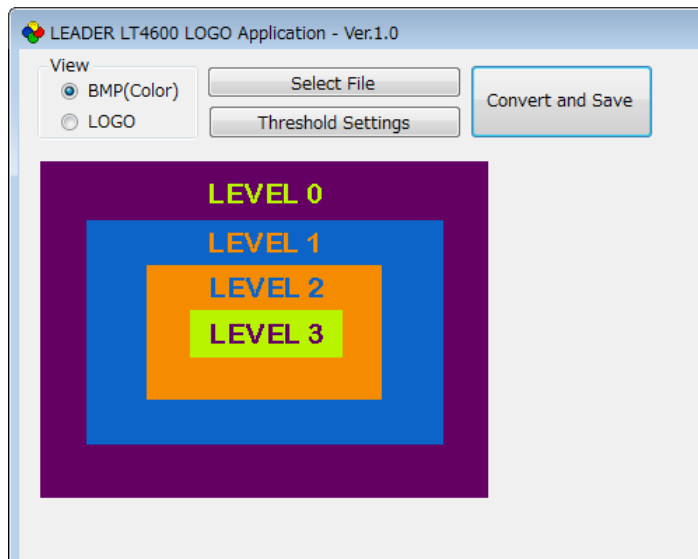 LEADER LT4600 LOGO Application - Ver.1.0
View
BMP(Color)
LOGO
Select File
Threshold Settings
Convert and Save
LEVEL 0
LEVEL 1
LEVEL 2
LEVEL 3